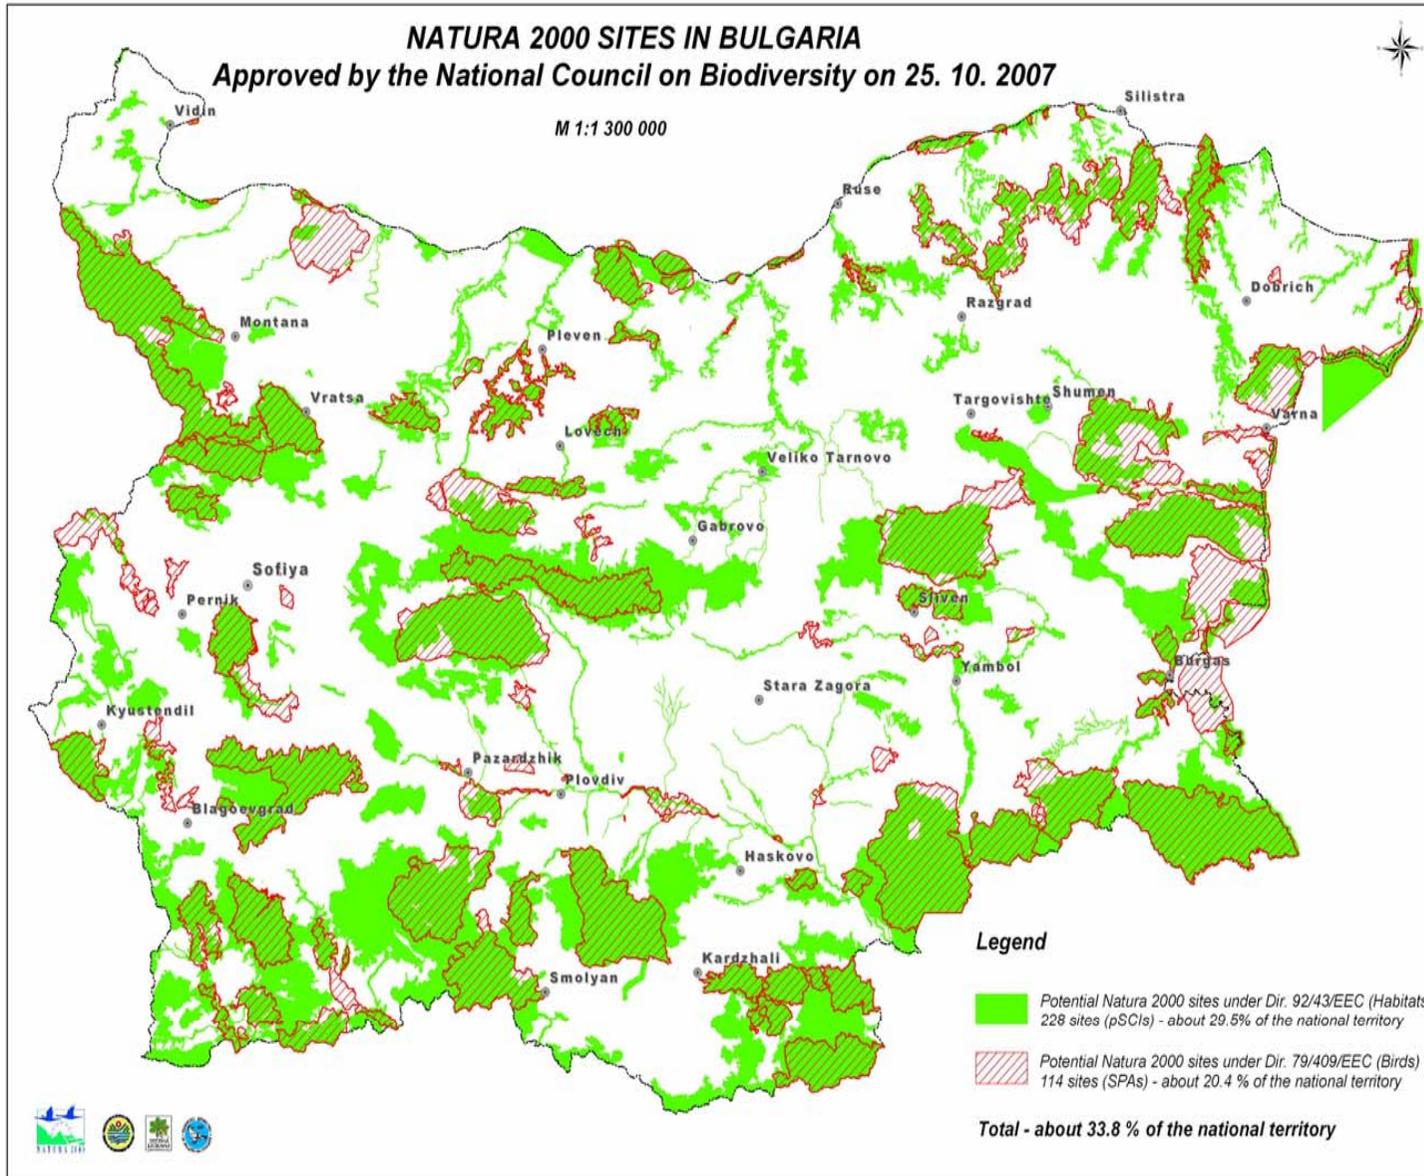 NATURA 2000 SITES IN BULGARIA
Approved by the National Council on Biodiversity on 25. 10. 2007
M 1:1 300 000
Silistra
Vidin
Ruse
Dobrich
Razgrad
Montana
Pleven
Vratsa
Targovishte
Shumen
Varna
Lovech
Veliko Tarnovo
Gabrovo
Sofiya
Pernik
Sliven
Burgas
Yambol
Stara Zagora
Kyustendil
Pazardzhik
Plovdiv
Blagoevgrad
Haskovo
Kardzhali
Smolyan
Legend
Potential Natura 2000 sites under Dir. 92/43/EEC (Habitats
228 sites (pSCIs) - about 29.5% of the national territory
Potential Natura 2000 sites under Dir. 79/409/EEC (Birds)
114 sites (SPAs) - about 20.4 % of the national territory
Total - about 33.8 % of the national territory
NATURA 2000